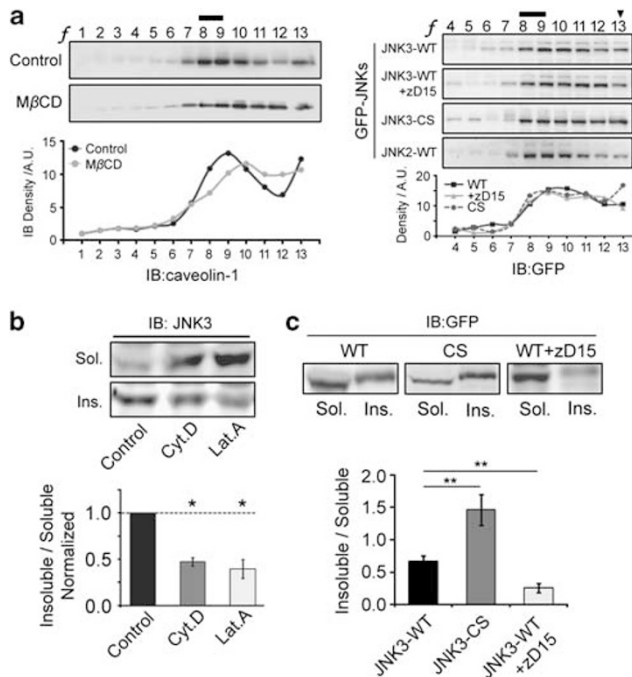 a
f 1 2 3 4 5 6 7 8 9 10 11 12 13
Control
MβCD
IB Density /A.U.
15
10
5
0
Control
MβCD
1 2 3 4 5 6 7 8 9 10 11 12 13
IB:caveolin-1
f 4 5 6 7 8 9 10 11 12 13
GFP-JNKs
JNK3-WT
JNK3-WT
+zD15
JNK3-CS
JNK2-WT
Density / A.U.
20
15
10
5
0
WT
+zD15
CS
4 5 6 7 8 9 10 11 12 13
IB:GFP
b
IB: JNK3
Sol.
Ins.
Control Cyt.D Lat.A
Insoluble / Soluble
Normalized
1.0
0.5
0.0
* *
Control Cyt.D Lat.A
c
IB:GFP
WT CS WT+zD15
Sol. Ins. Sol. Ins. Sol. Ins.
Insoluble / Soluble
2.0
1.5
1.0
0.5
0.0
**
**
JNK3-WT JNK3-CS JNK3-WT
+zD15